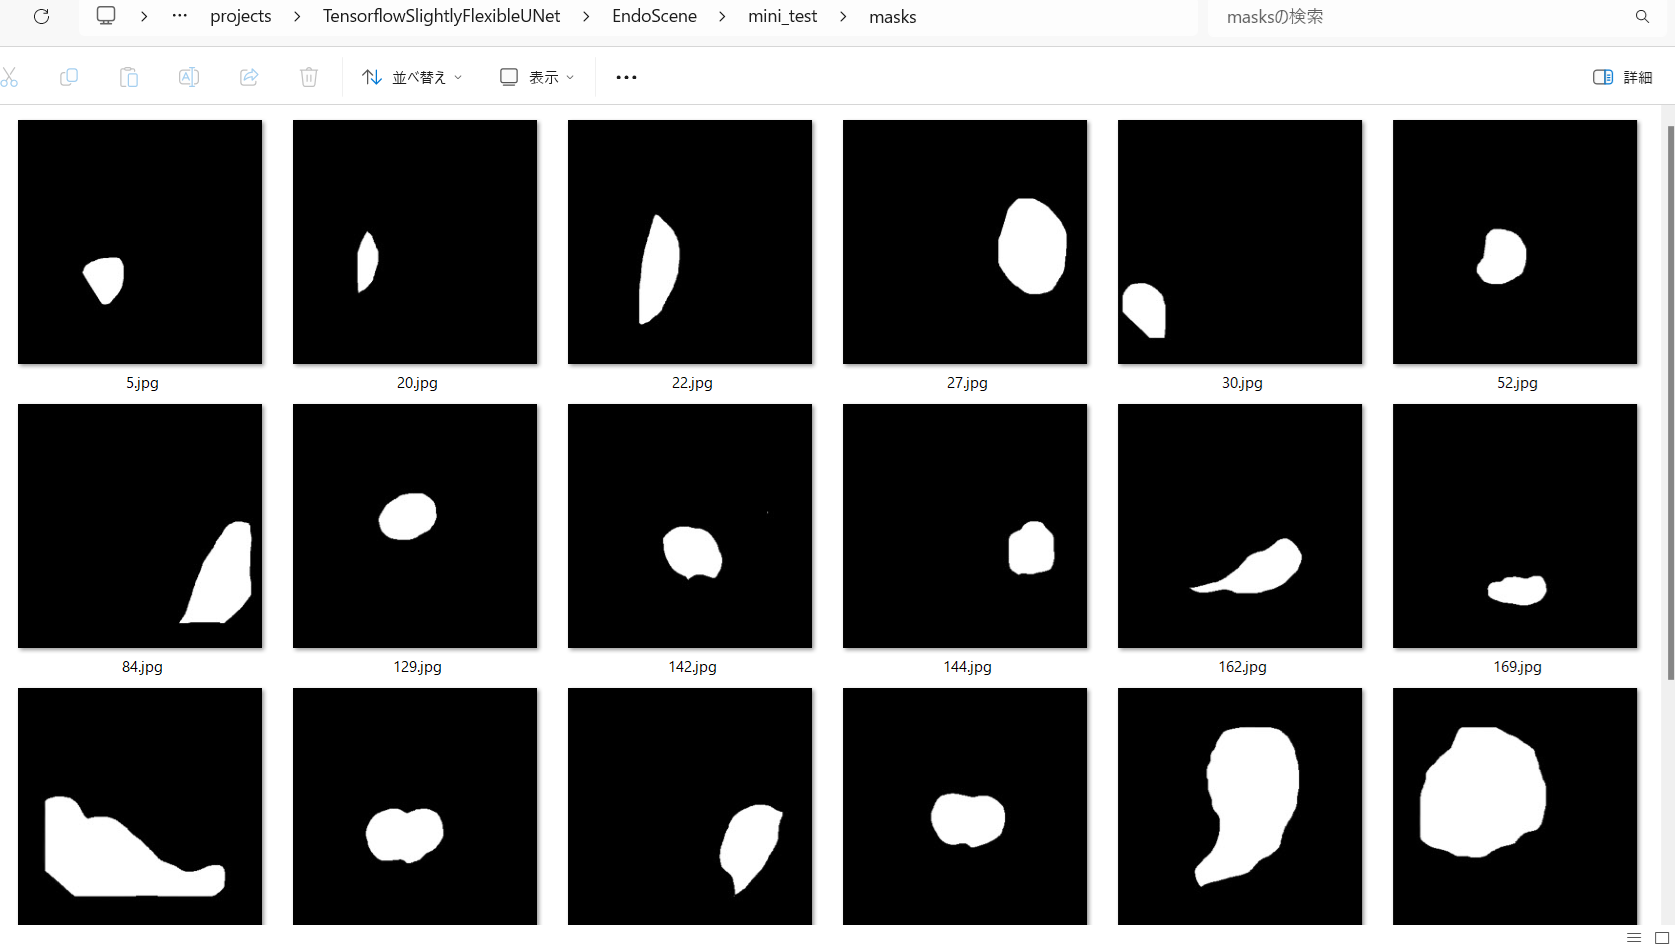 … projects TensorflowSlightlyFlexibleUNet EndoScene mini_test masks masksの検索
並べ替え 表示 … 詳細
5.jpg 20.jpg 22.jpg 27.jpg 30.jpg 52.jpg
84.jpg 129.jpg 142.jpg 144.jpg 162.jpg 169.jpg